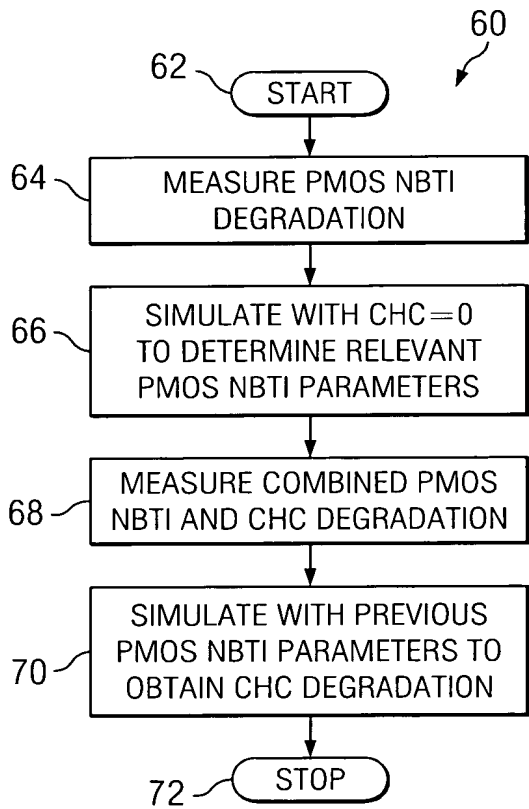 60
62
START
64
MEASURE PMOS NBTI
DEGRADATION
66
SIMULATE WITH CHC=0
TO DETERMINE RELEVANT
PMOS NBTI PARAMETERS
68
MEASURE COMBINED PMOS
NBTI AND CHC DEGRADATION
70
SIMULATE WITH PREVIOUS
PMOS NBTI PARAMETERS TO
OBTAIN CHC DEGRADATION
72
STOP